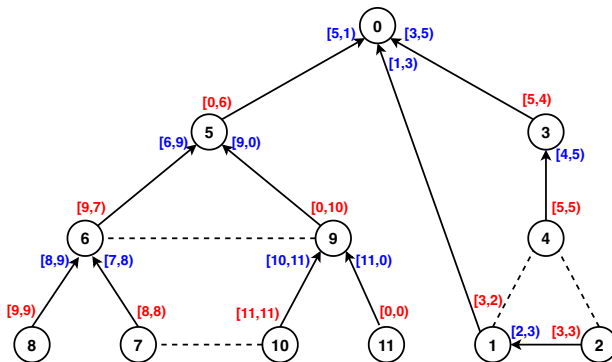 0
[5,1) [3,5)
[1,3)
[0,6) [5,4)
5 3
[6,9) [9,0) [4,5)
[9,7) [0,10) [5,5)
6 9 4
[8,9) [7,8) [10,11) [11,0)
[9,9) [8,8) [11,11) [0,0) [3,2)
[2,3) [3,3)
8 7 10 11 1 2